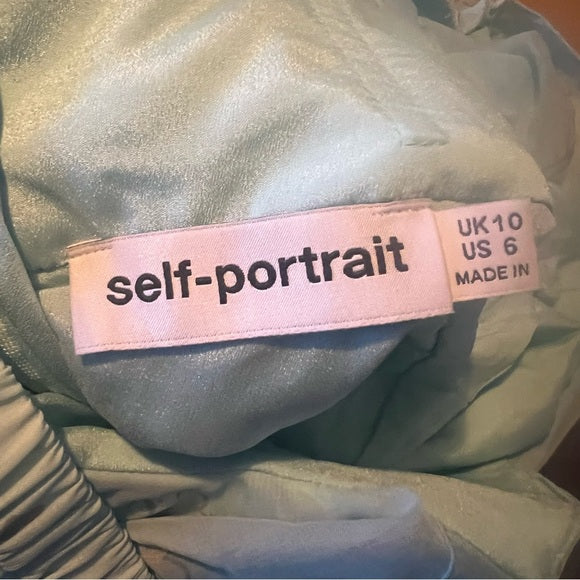 self-portrait
UK 10
US 6
MADE IN